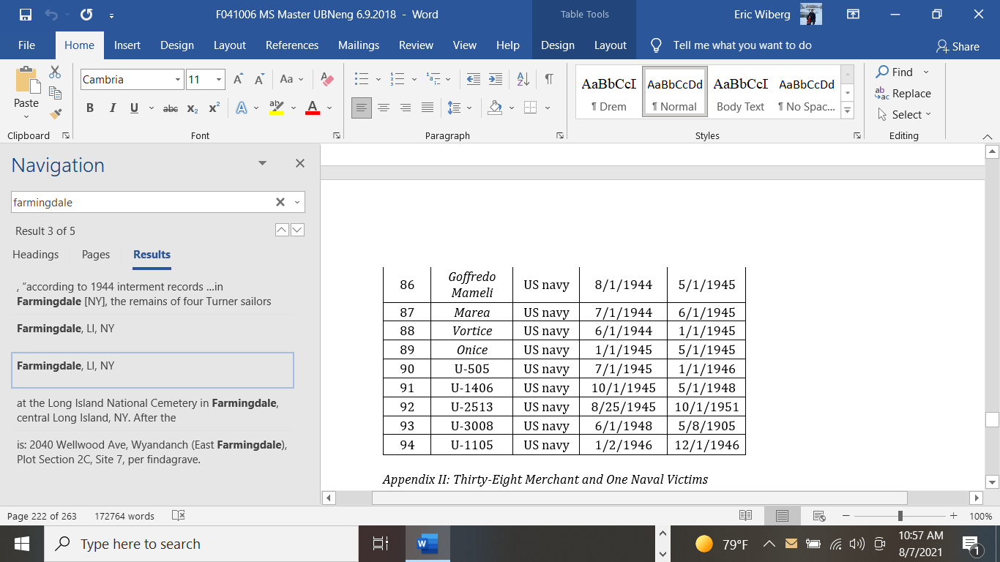 F041006 MS Master UBNeng 6.9.2018 - Word
Table Tools
Eric Wiberg
File Home Insert Design Layout References Mailings Review View Help Design Layout Tell me what you want to do Share
Paste
Clipboard
Cambria 11
Aa
B I U abc X₂ X² A ab A
Font
A Z ¶
Paragraph
AaBbCcI AaBbCcDd AaBbCcI AaBbCcDd
¶ Drem ¶ Normal Body Text ¶ No Spac...
Styles
Find
Replace
Select
Editing
Navigation
farmingdale
Result 3 of 5
Headings Pages Results
, “according to 1944 interment records ...in
Farmingdale [NY], the remains of four Turner sailors
Farmingdale, LI, NY
Farmingdale, LI, NY
at the Long Island National Cemetery in Farmingdale,
central Long Island, NY. After the
is: 2040 Wellwood Ave, Wyandanch (East Farmingdale),
Plot Section 2C, Site 7, per findagrave.
86 Goffredo Mameli US navy 8/1/1944 5/1/1945
87 Marea US navy 7/1/1944 6/1/1945
88 Vortice US navy 6/1/1944 1/1/1945
89 Onice US navy 1/1/1945 5/1/1945
90 U-505 US navy 7/1/1945 1/1/1946
91 U-1406 US navy 10/1/1945 5/1/1948
92 U-2513 US navy 8/25/1945 10/1/1951
93 U-3008 US navy 6/1/1948 5/8/1905
94 U-1105 US navy 1/2/1946 12/1/1946
Appendix II: Thirty-Eight Merchant and One Naval Victims
Page 222 of 263 172764 words 100%
Type here to search
79°F
10:57 AM
8/7/2021
1